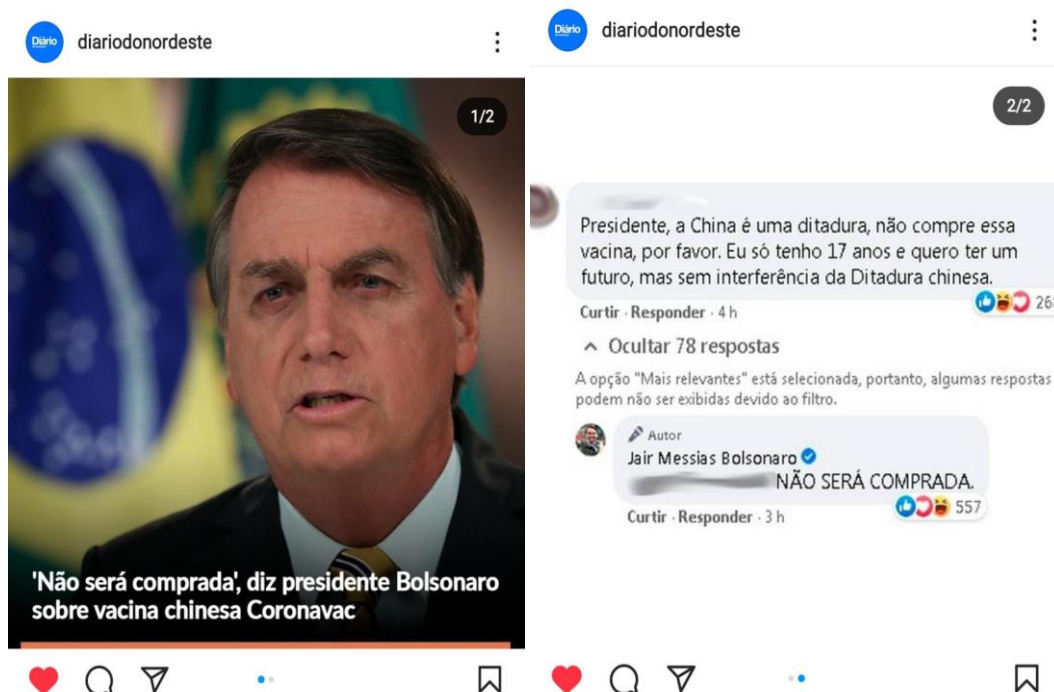 Diário
diariodonordeste
1/2
'Não será comprada', diz presidente Bolsonaro
sobre vacina chinesa Coronavac
Diário
diariodonordeste
2/2
Presidente, a China é uma ditadura, não compre essa
vacina, por favor. Eu só tenho 17 anos e quero ter um
futuro, mas sem interferência da Ditadura chinesa.
Curtir · Responder · 4 h
Ocultar 78 respostas
A opção "Mais relevantes" está selecionada, portanto, algumas respostas
podem não ser exibidas devido ao filtro.
Autor
Jair Messias Bolsonaro
NÃO SERÁ COMPRADA.
557
Curtir · Responder · 3 h